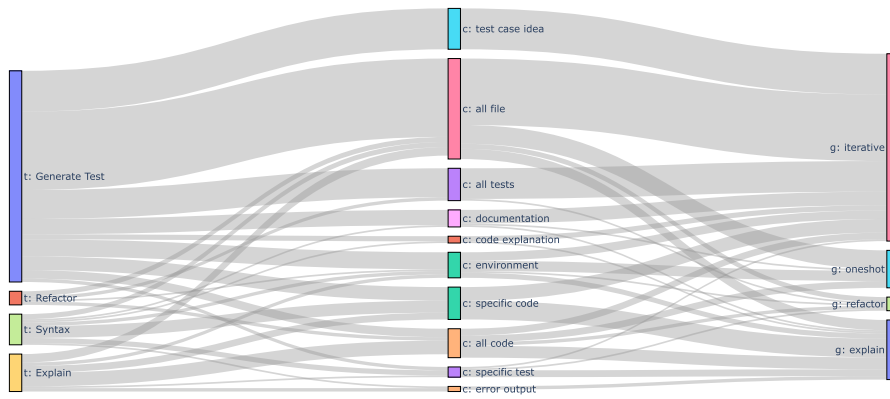 t: Generate Test
t: Refactor
t: Syntax
t: Explain
c: test case idea
c: all file
c: all tests
c: documentation
c: code explanation
c: environment
c: specific code
c: all code
c: specific test
c: error output
g: iterative
g: oneshot
g: refactor
g: explain